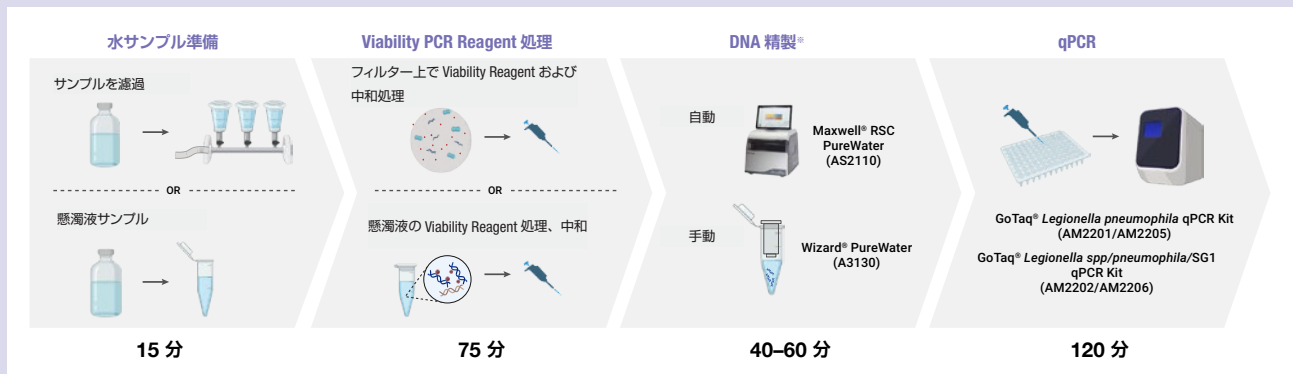 水サンプル準備
サンプルを濾過
OR
懸濁液サンプル
15 分
Viability PCR Reagent 処理
フィルター上で Viability Reagent および
中和処理
OR
懸濁液の Viability Reagent 処理、中和
75 分
DNA 精製※
自動
Maxwell® RSC
PureWater
(AS2110)
手動
Wizard® PureWater
(A3130)
40–60 分
qPCR
GoTaq® Legionella pneumophila qPCR Kit
(AM2201/AM2205)
GoTaq® Legionella spp/pneumophila/SG1
qPCR Kit
(AM2202/AM2206)
120 分